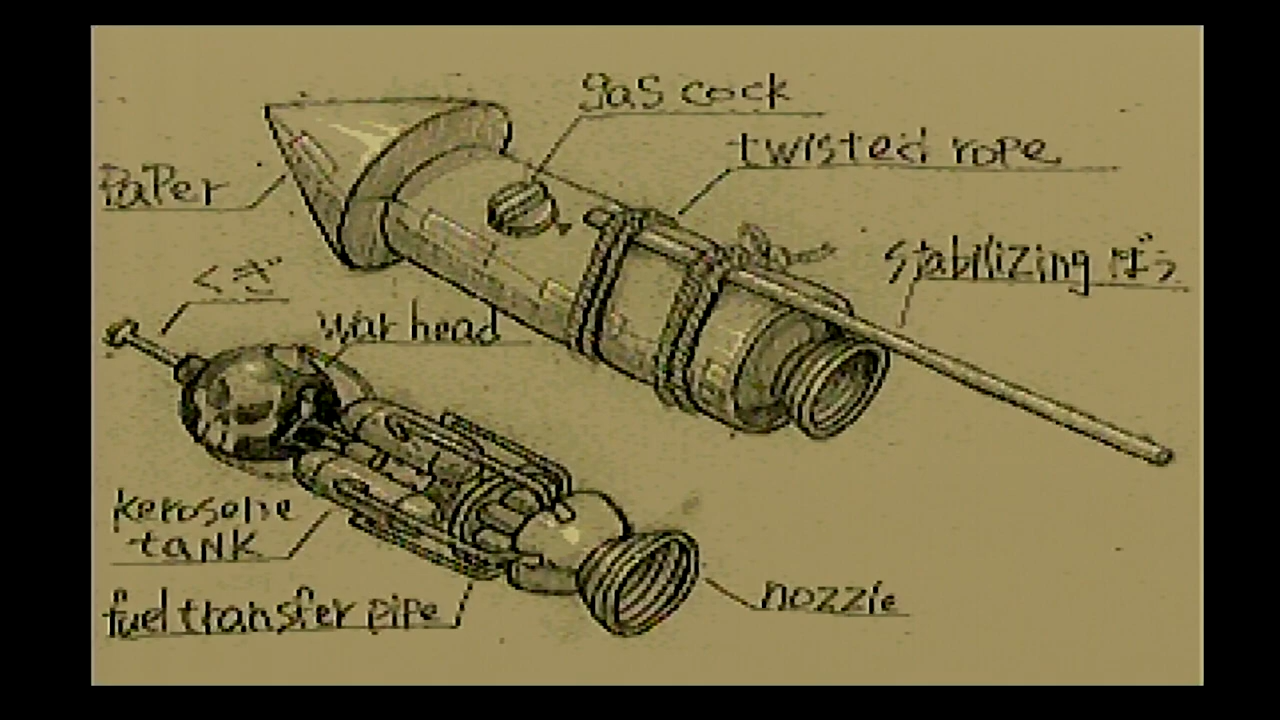 gas cock
twisted rope
PaPer
stabilizing ぼう
くぎ
war head
kerosene
tANK
fuel transfer pipe
nozzle